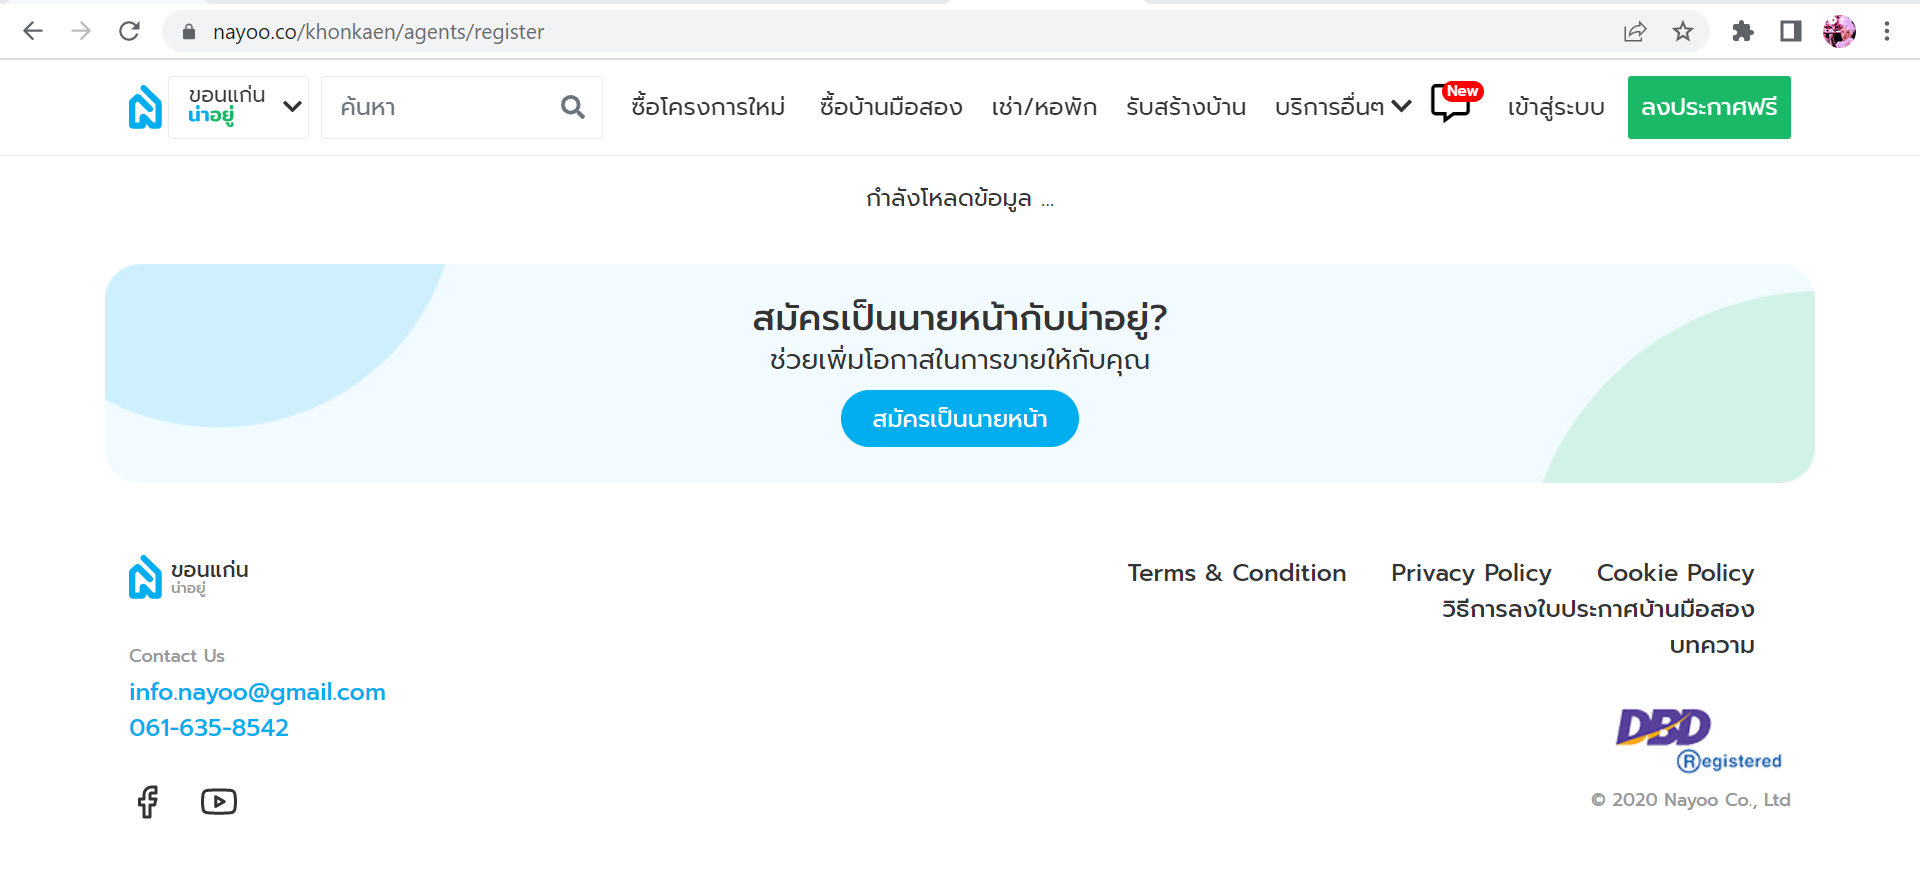 nayoo.co/khonkaen/agents/register
ขอนแก่น
น่าอยู่
ค้นหา
ซื้อโครงการใหม่
ซื้อบ้านมือสอง
เช่า/หอพัก
รับสร้างบ้าน
บริการอื่นๆ
New
เข้าสู่ระบบ
ลงประกาศฟรี
กำลังโหลดข้อมูล ...
สมัครเป็นนายหน้ากับน่าอยู่?
ช่วยเพิ่มโอกาสในการขายให้กับคุณ
สมัครเป็นนายหน้า
ขอนแก่น
น่าอยู่
Contact Us
info.nayoo@gmail.com
061-635-8542
Terms & Condition
Privacy Policy
Cookie Policy
วิธีการลงใบประกาศบ้านมือสอง
บทความ
DBD
Registered
© 2020 Nayoo Co., Ltd